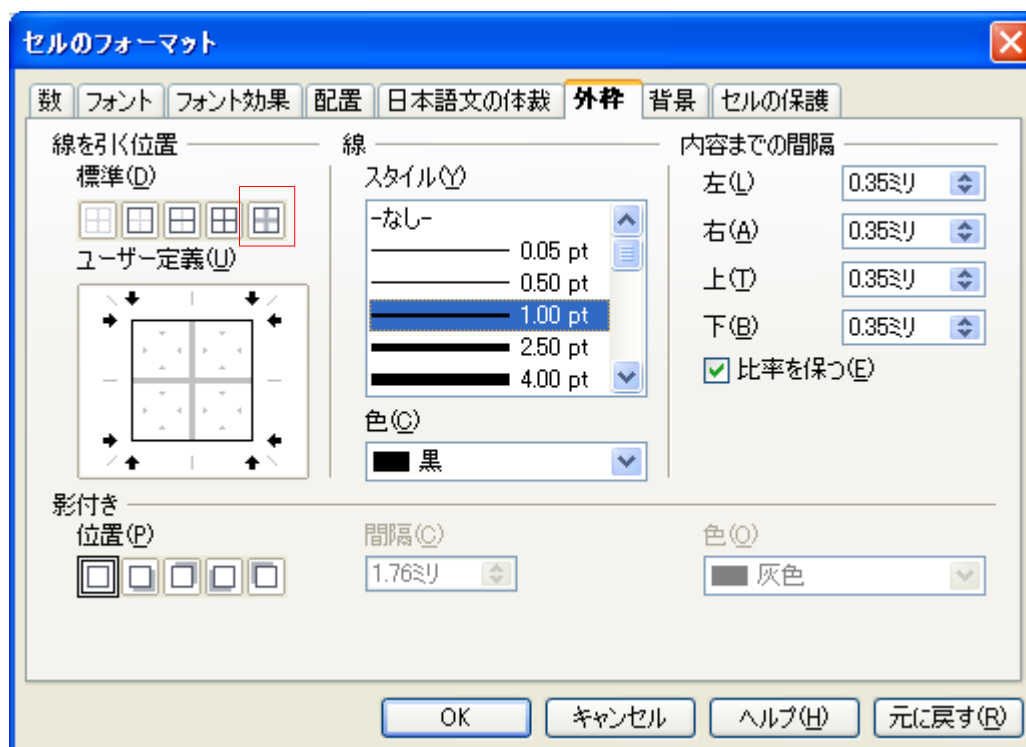 セルのフォーマット
数 フォント フォント効果 配置 日本語文の体裁 外枠 背景 セルの保護
線を引く位置
標準(D)
ユーザー定義(U)
線
スタイル(Y)
-なし-
0.05 pt
0.50 pt
1.00 pt
2.50 pt
4.00 pt
色(C)
黒
内容までの間隔
左(L) 0.35ミリ
右(A) 0.35ミリ
上(T) 0.35ミリ
下(B) 0.35ミリ
比率を保つ(E)
影付き
位置(P)
間隔(C)
1.76ミリ
色(O)
灰色
OK キャンセル ヘルプ(H) 元に戻す(R)